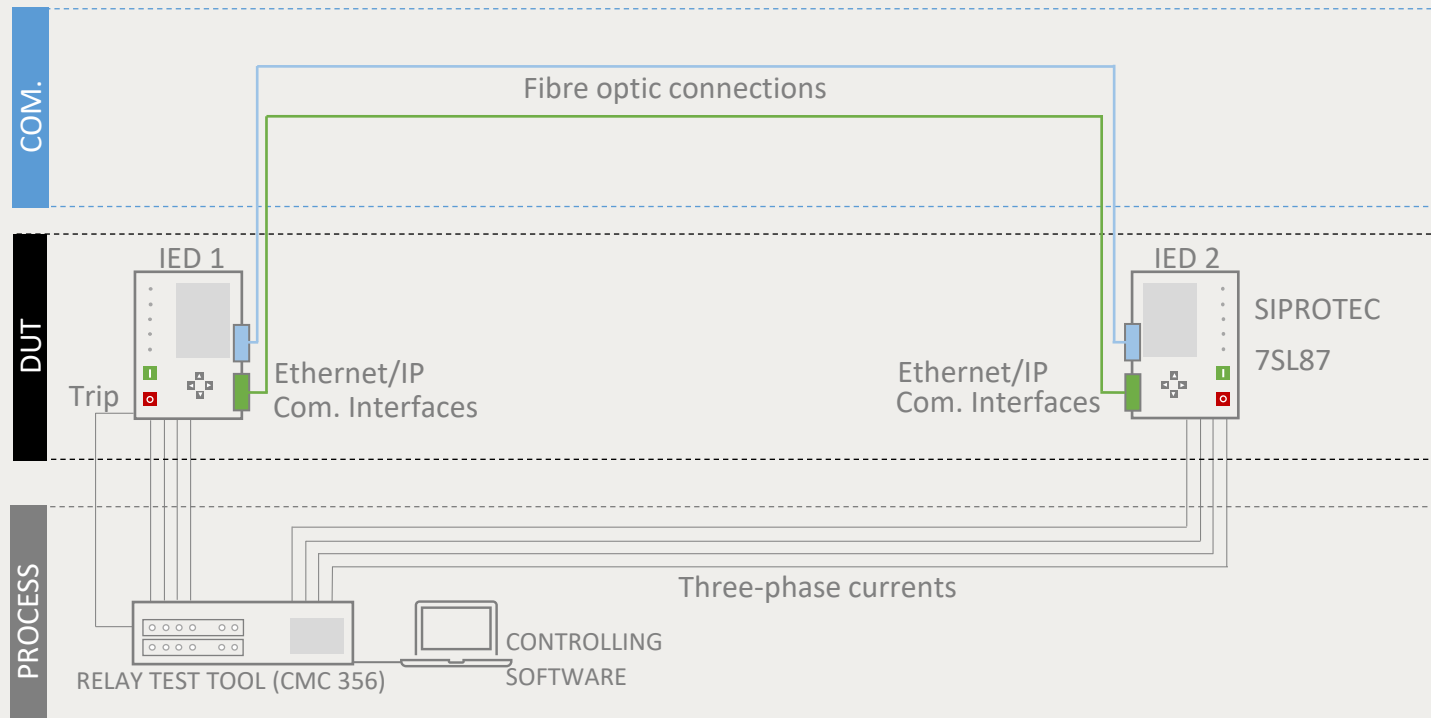 COM.
Fibre optic connections
DUT
IED 1
IED 2
SIPROTEC
7SL87
Ethernet/IP
Com. Interfaces
Ethernet/IP
Com. Interfaces
Trip
PROCESS
Three-phase currents
CONTROLLING
SOFTWARE
RELAY TEST TOOL (CMC 356)